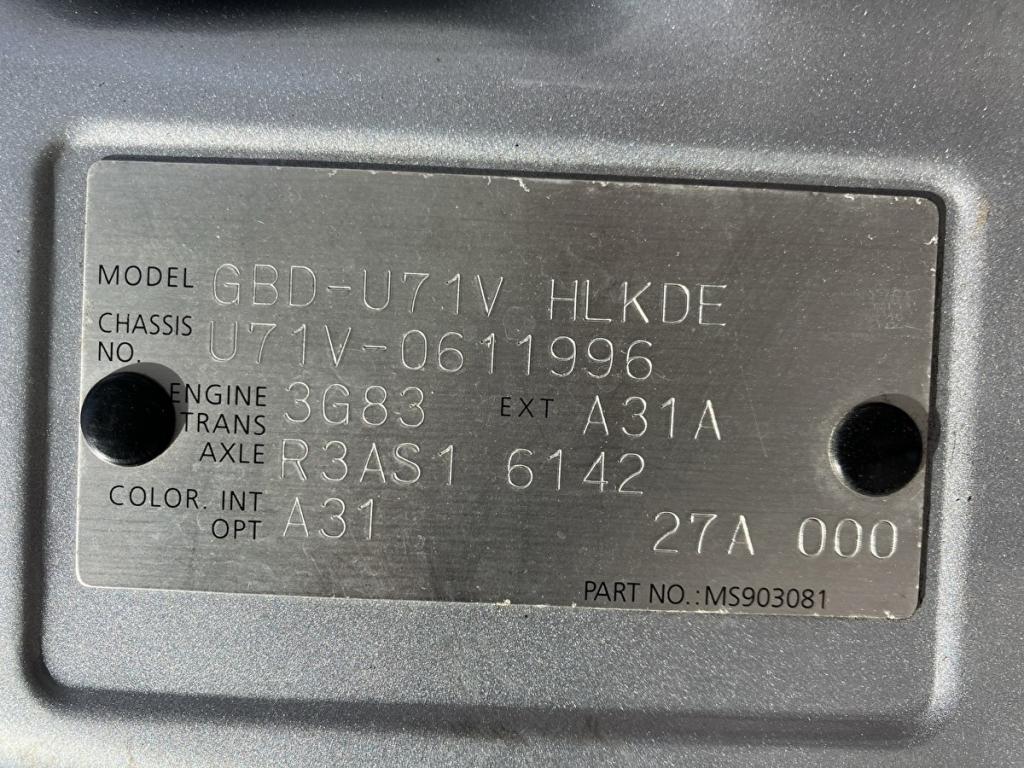 MODEL GBD-U71V HLKDE
CHASSIS NO. U71V-0611996
ENGINE 3G83 EXT A31A
TRANS
AXLE R3AS1 6142
COLOR. INT
OPT A31 27A 000
PART NO.:MS903081